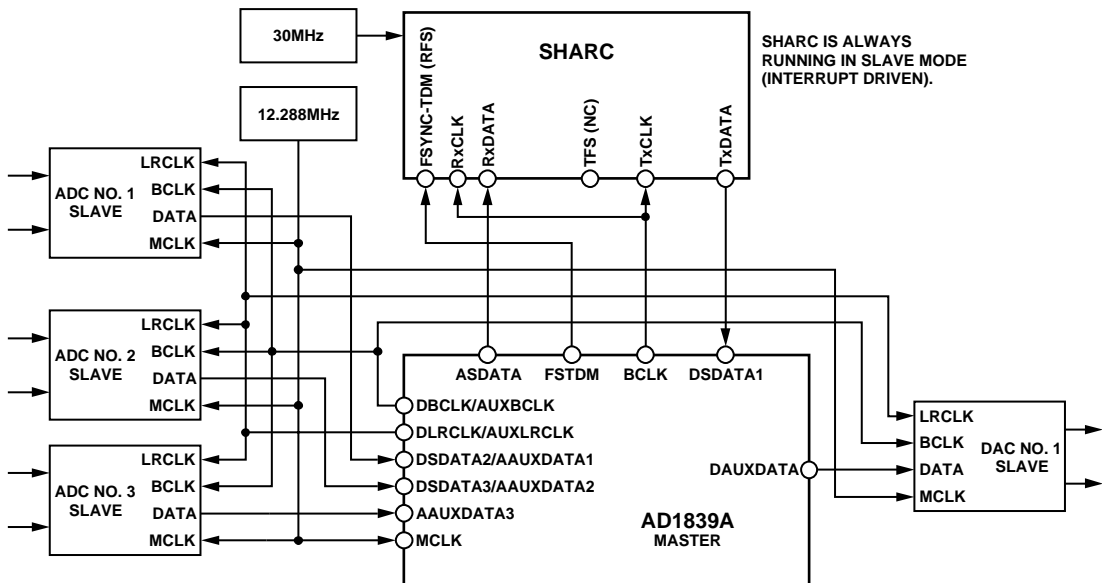 30MHz
12.288MHz
SHARC
SHARC IS ALWAYS
RUNNING IN SLAVE MODE
(INTERRUPT DRIVEN).
FSYNC-TDM (RFS)
RxCLK
RxDATA
TFS (NC)
TxCLK
TxDATA
ADC NO. 1
SLAVE
LRCLK
BCLK
DATA
MCLK
ADC NO. 2
SLAVE
LRCLK
BCLK
DATA
MCLK
ADC NO. 3
SLAVE
LRCLK
BCLK
DATA
MCLK
ASDATA
FSTDM
BCLK
DSDATA1
DBCLK/AUXBCLK
DLRCLK/AUXLRCLK
DSDATA2/AAUXDATA1
DSDATA3/AAUXDATA2
AAUXDATA3
MCLK
DAUXDATA
AD1839A
MASTER
LRCLK
BCLK
DATA
MCLK
DAC NO. 1
SLAVE